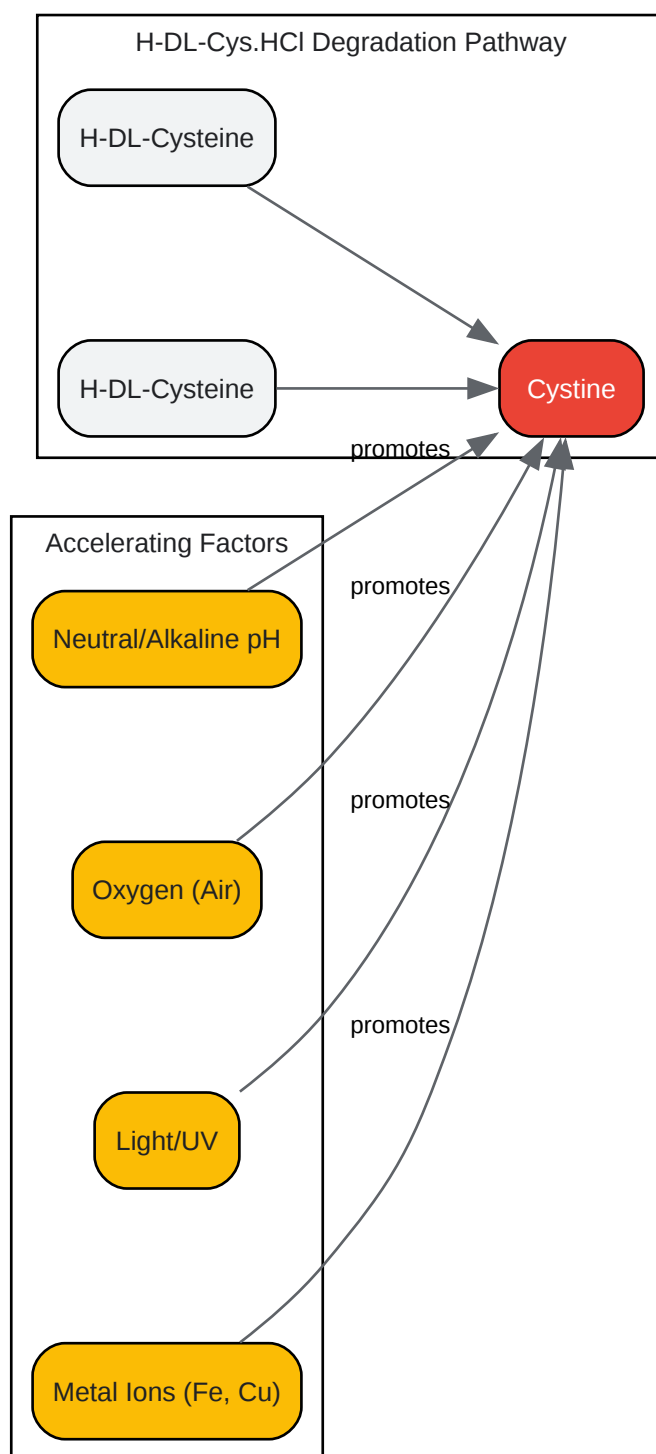 H-DL-Cys.HCl Degradation Pathway
H-DL-Cysteine
H-DL-Cysteine
Cystine
promotes
Accelerating Factors
Neutral/Alkaline pH
promotes
promotes
Oxygen (Air)
promotes
Light/UV
Metal Ions (Fe, Cu)